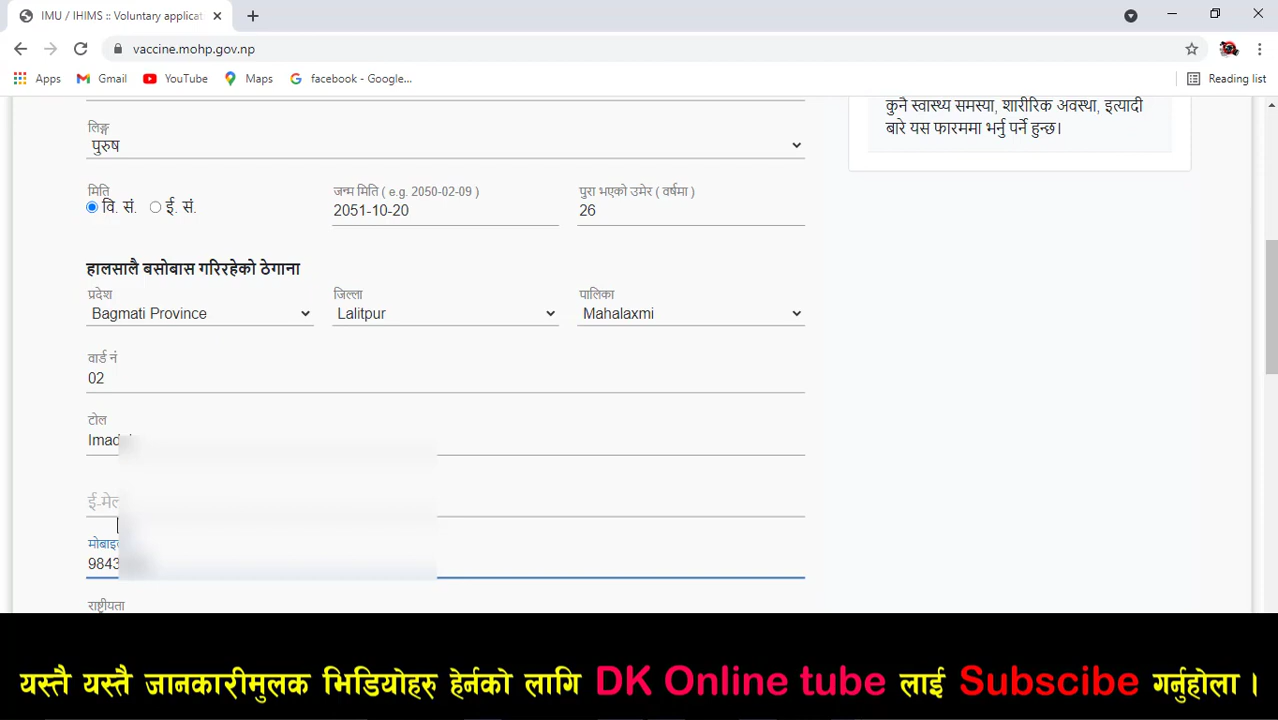 IMU / IHIMS :: Voluntary applicat
vaccine.mohp.gov.np
Apps Gmail YouTube Maps facebook - Google... Reading list
कुनै स्वास्थ्य समस्या, शारीरिक अवस्था, इत्यादी
बारे यस फारममा भर्नु पर्ने हुन्छ।
लिङ्ग
पुरुष
मिति जन्म मिति ( e.g. 2050-02-09 ) पुरा भएको उमेर ( वर्षमा )
वि. सं. ई. सं. 2051-10-20 26
हालसालै बसोबास गरिरहेको ठेगाना
प्रदेश जिल्ला पालिका
Bagmati Province Lalitpur Mahalaxmi
वार्ड नं
02
टोल
ई-मेल
9843
राष्ट्रीयता
यस्तै यस्तै जानकारीमुलक भिडियोहरु हेर्नको लागि DK Online tube लाई Subscibe गर्नुहोला ।